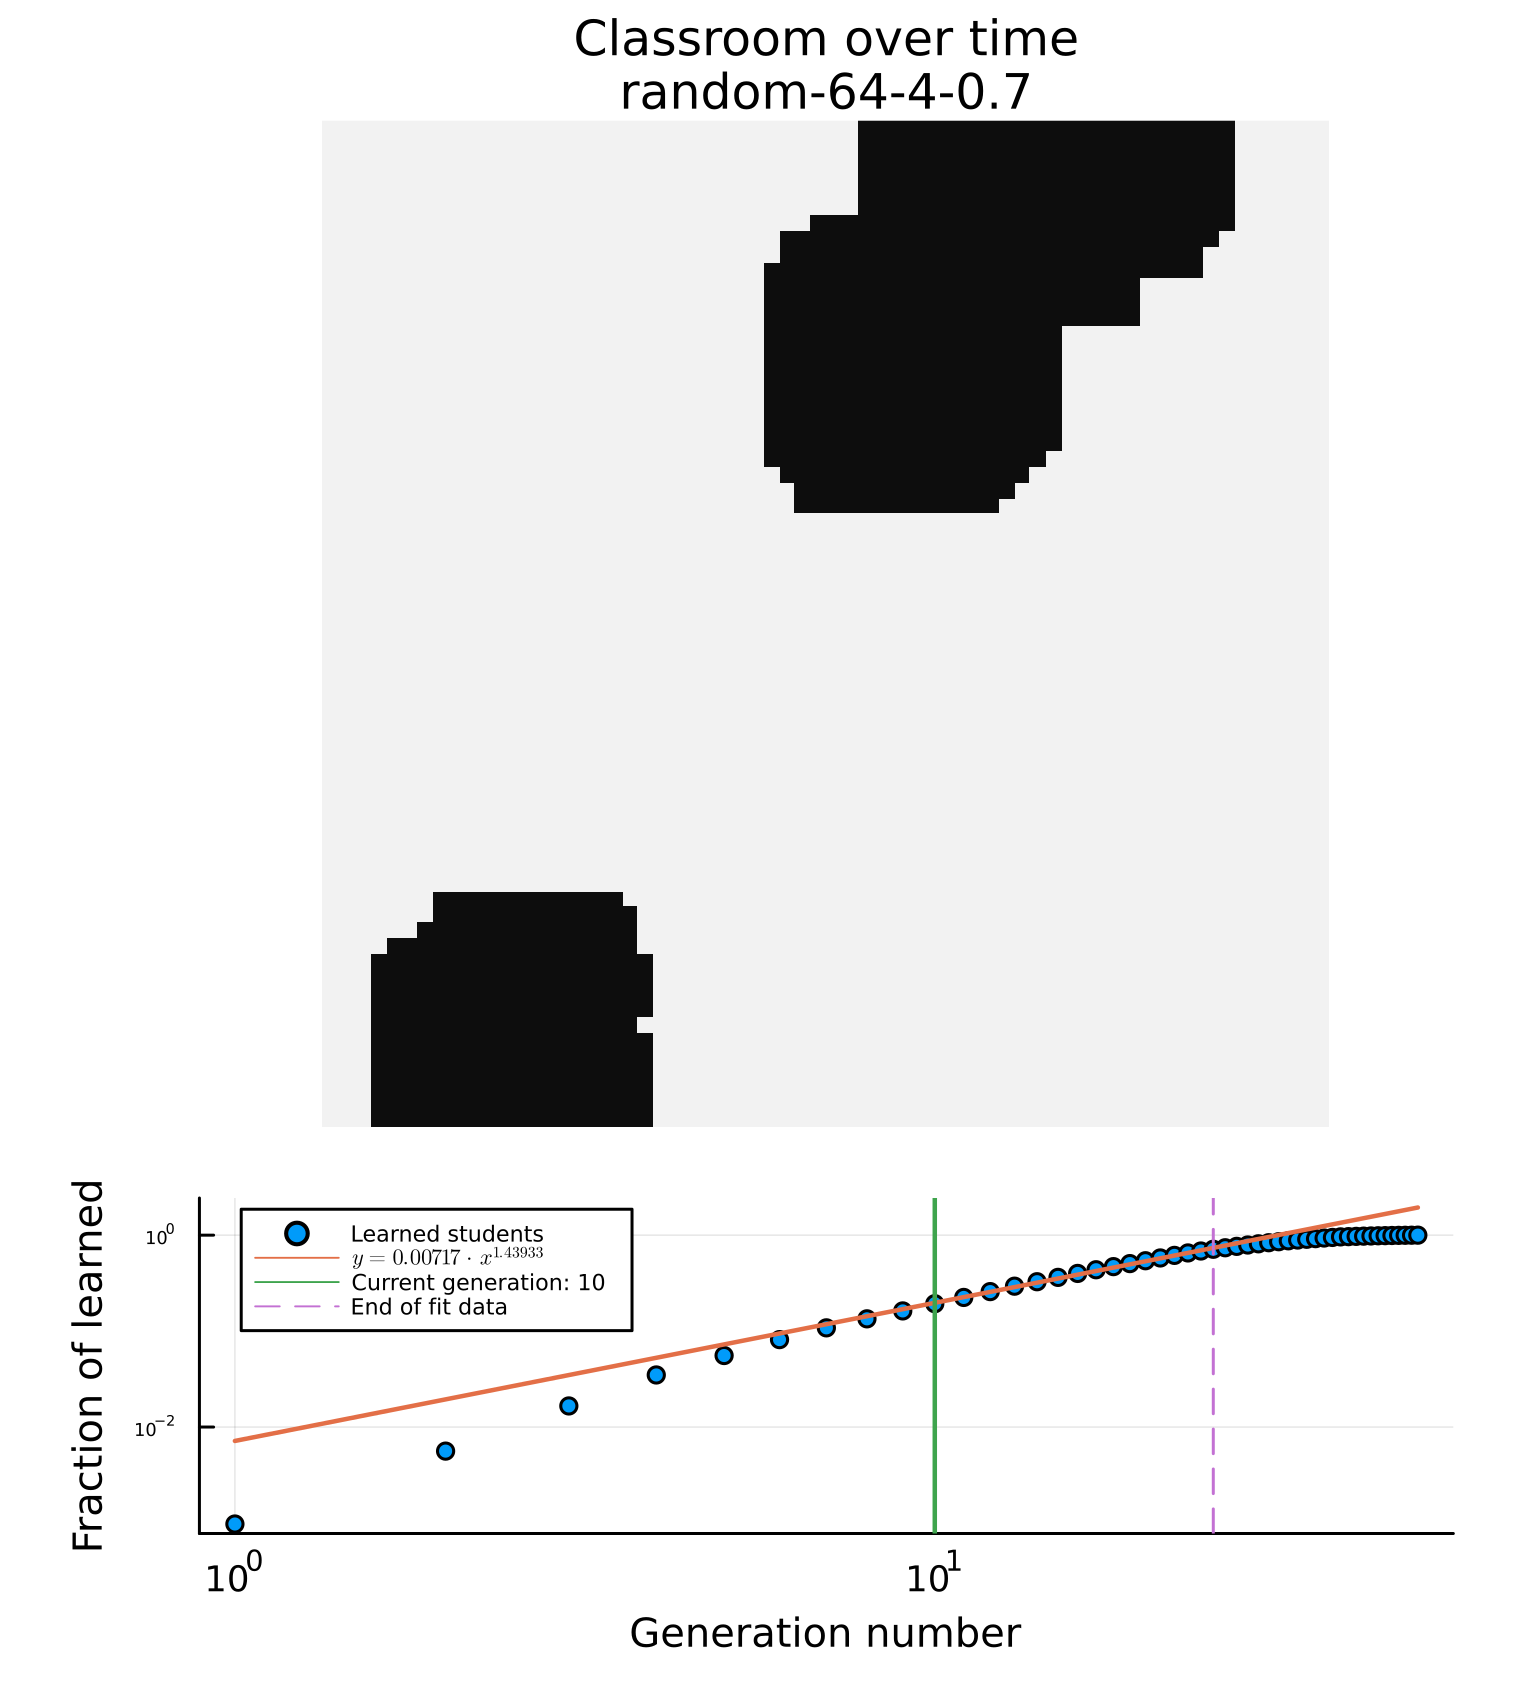 Classroom over time
random-64-4-0.7
Fraction of learned
10^0
10^-2
Learned students
y = 0.00717 · x^1.43933
Current generation: 10
End of fit data
10^0
10^1
Generation number